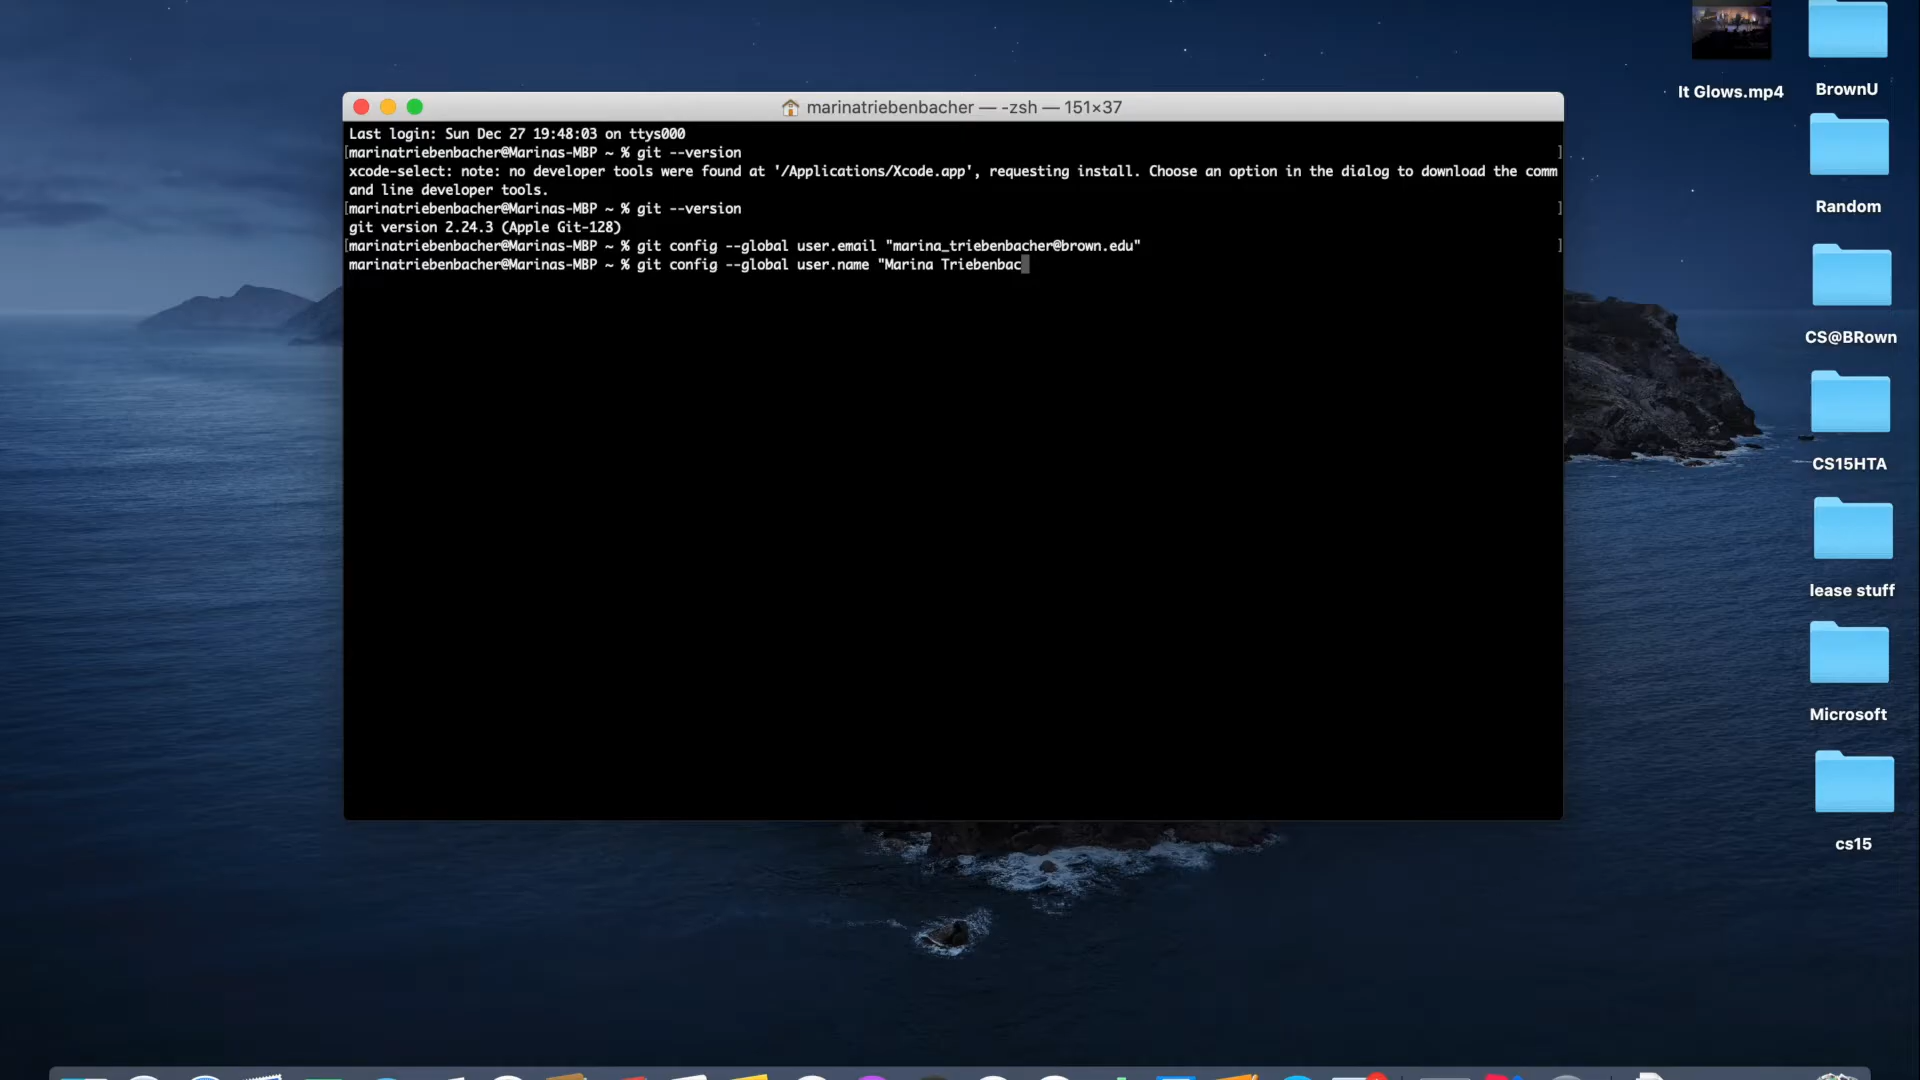 marinatriebenbacher — -zsh — 151×37
Last login: Sun Dec 27 19:48:03 on ttys000
[marinatriebenbacher@Marinas-MBP ~ % git --version ]
xcode-select: note: no developer tools were found at '/Applications/Xcode.app', requesting install. Choose an option in the dialog to download the comm
and line developer tools.
[marinatriebenbacher@Marinas-MBP ~ % git --version ]
git version 2.24.3 (Apple Git-128)
[marinatriebenbacher@Marinas-MBP ~ % git config --global user.email "marina_triebenbacher@brown.edu" ]
marinatriebenbacher@Marinas-MBP ~ % git config --global user.name "Marina Triebenbac
It Glows.mp4
BrownU
Random
CS@BRown
CS15HTA
lease stuff
Microsoft
cs15